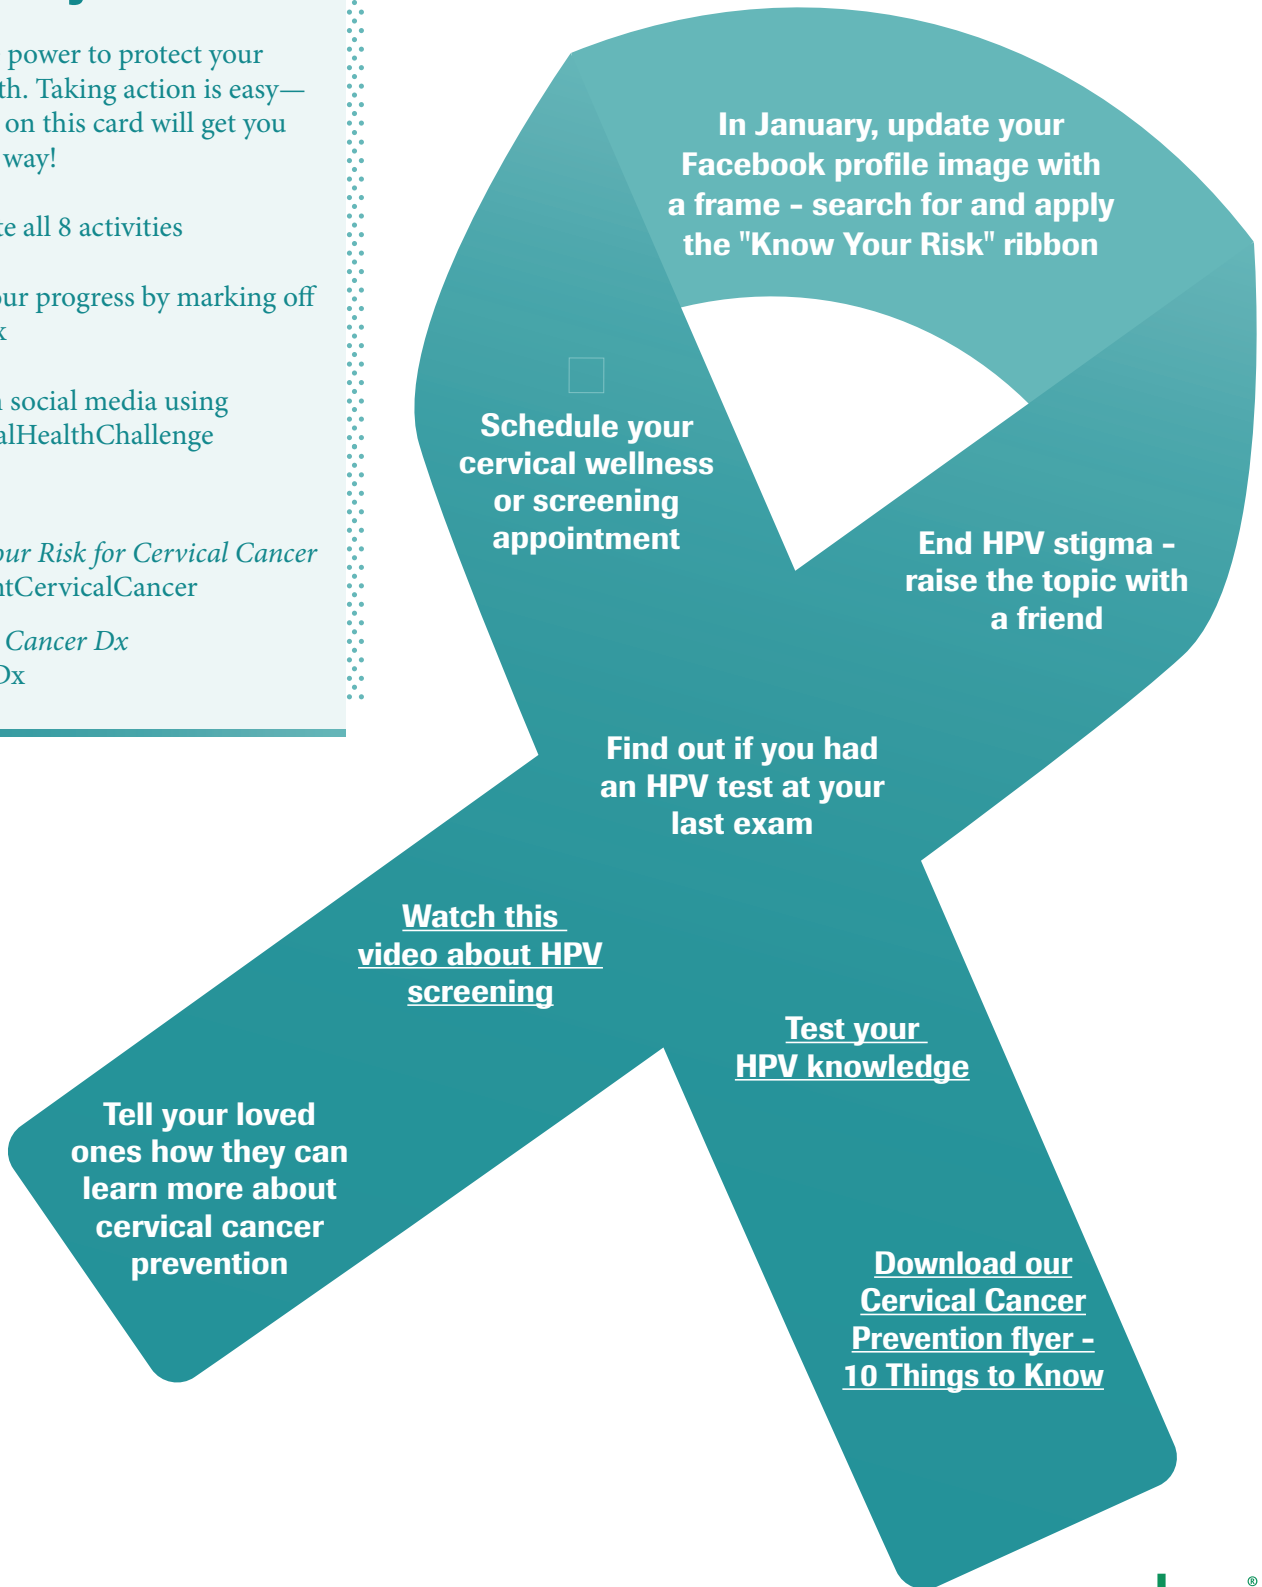 power to protect your
th. Taking action is easy—
on this card will get you
way!
te all 8 activities
our progress by marking off
x
n social media using
alHealthChallenge
our Risk for Cervical Cancer
ntCervicalCancer
Cancer Dx
Dx
In January, update your
Facebook profile image with
a frame - search for and apply
the "Know Your Risk" ribbon
Schedule your
cervical wellness
or screening
appointment
End HPV stigma -
raise the topic with
a friend
Find out if you had
an HPV test at your
last exam
Watch this
video about HPV
screening
Test your
HPV knowledge
Tell your loved
ones how they can
learn more about
cervical cancer
prevention
Download our
Cervical Cancer
Prevention flyer -
10 Things to Know
®